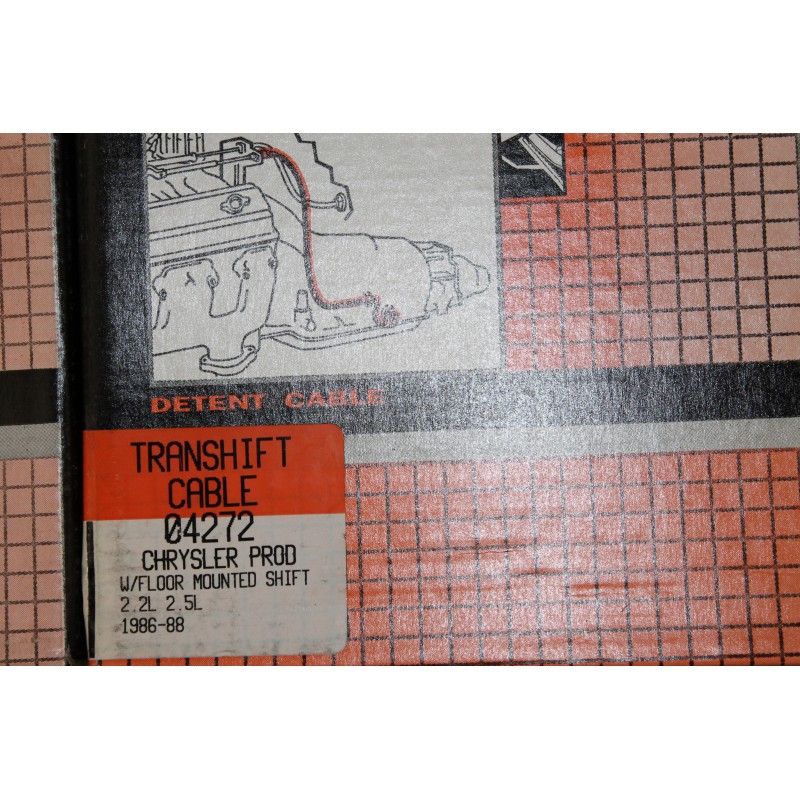 DETENT CABLE
TRANSHIFT
CABLE
04272
CHRYSLER PROD
W/FLOOR MOUNTED SHIFT
2.2L 2.5L
1986-88